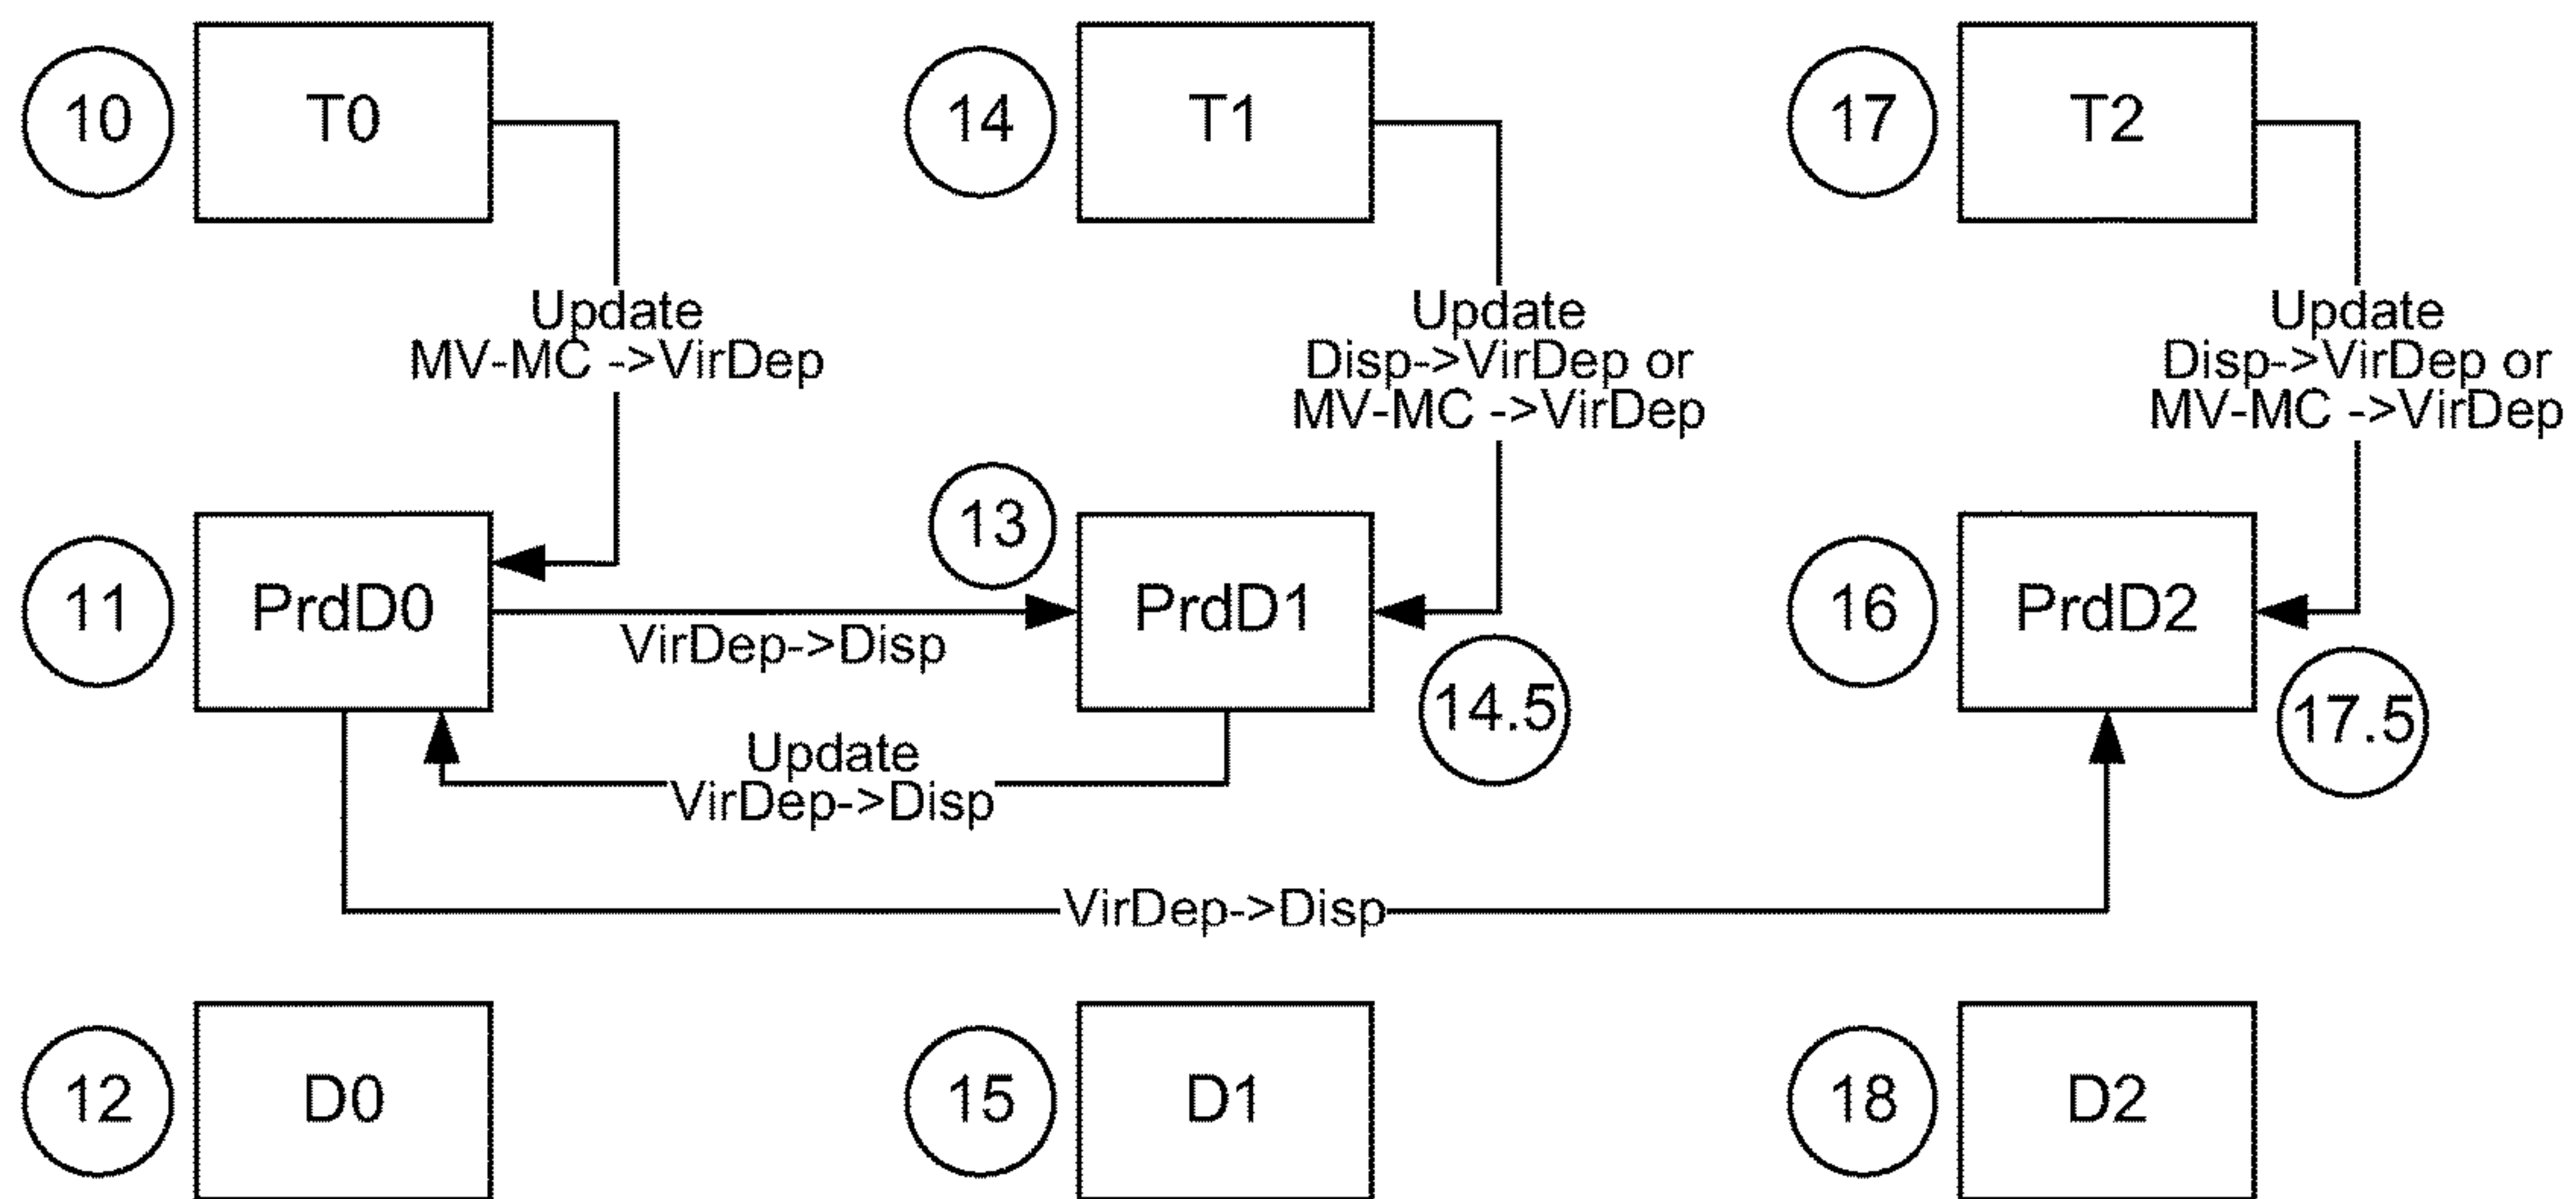 10
T0
14
T1
17
T2
Update
MV-MC ->VirDep
Update
Disp->VirDep or
MV-MC ->VirDep
Update
Disp->VirDep or
MV-MC ->VirDep
11
PrdD0
13
PrdD1
16
PrdD2
VirDep->Disp
14.5
17.5
Update
VirDep->Disp
VirDep->Disp
12
D0
15
D1
18
D2